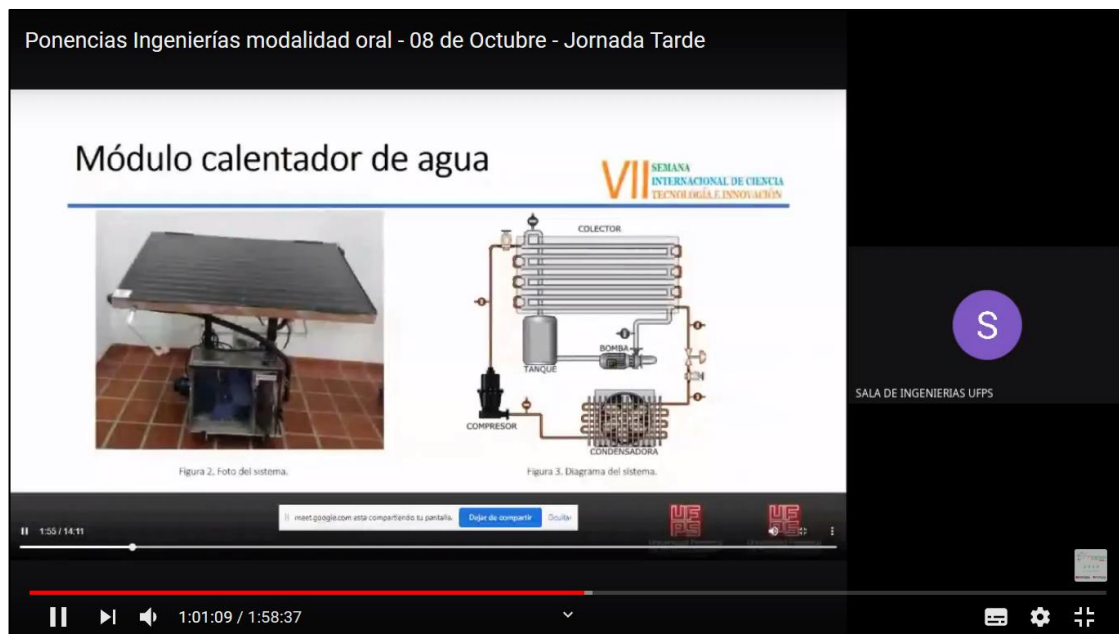 Ponencias Ingenierías modalidad oral - 08 de Octubre - Jornada Tarde
Módulo calentador de agua
VII SEMANA
INTERNACIONAL DE CIENCIA
TECNOLOGÍA E INNOVACIÓN
COLECTOR
BOMBA
TANQUE
COMPRESOR
CONDENSADORA
Figura 2. Foto del sistema.
Figura 3. Diagrama del sistema.
S
SALA DE INGENIERIAS UFPS
meet.google.com esta compartiendo tu pantalla.
Dejar de compartir
Ocultar
UFPS
UFPS
1:55 / 14:11
1:01:09 / 1:58:37